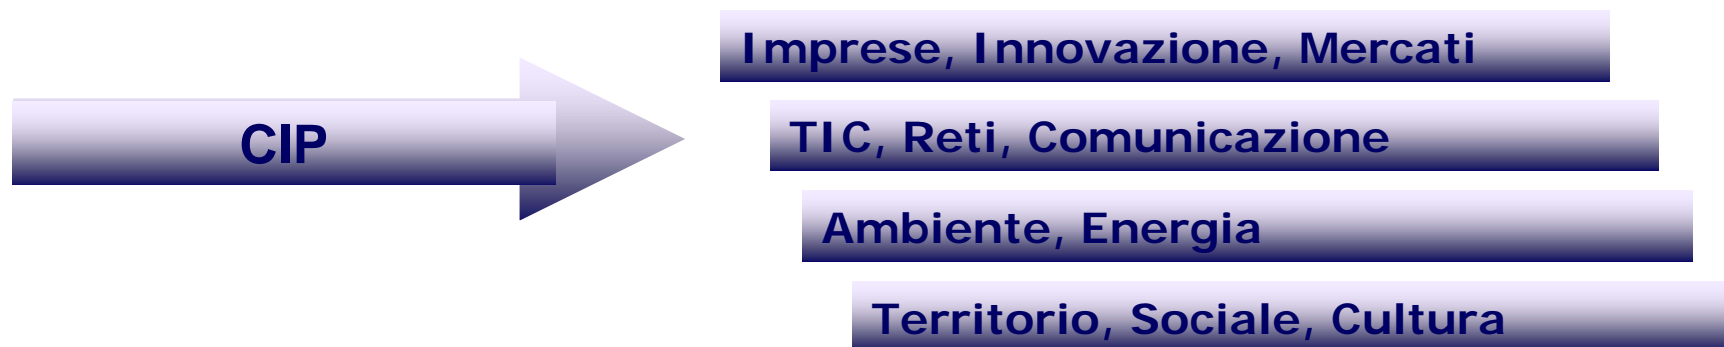 CIP
Imprese, Innovazione, Mercati
TIC, Reti, Comunicazione
Ambiente, Energia
Territorio, Sociale, Cultura